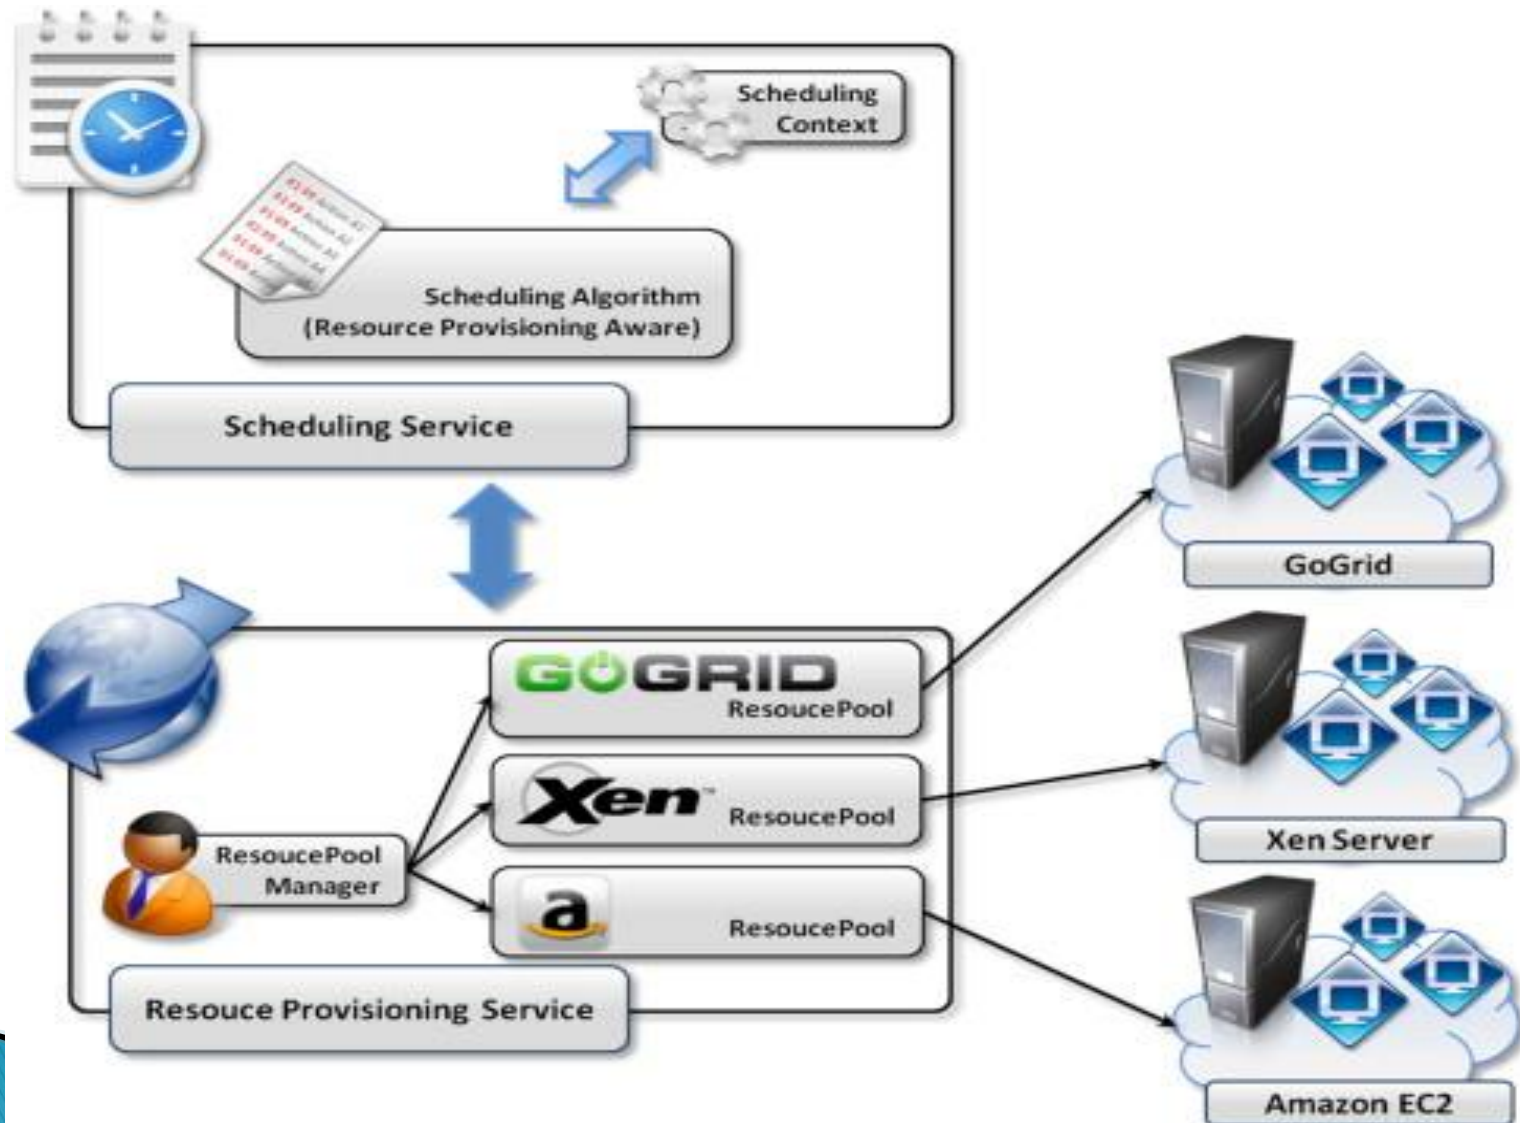 Scheduling
Context
Scheduling Algorithm
(Resource Provisioning Aware)
Scheduling Service
GoGrid
GOGRID
ResoucePool
Xen™
ResoucePool
Xen Server
ResoucePool
Manager
a
ResoucePool
Resouce Provisioning Service
Amazon EC2